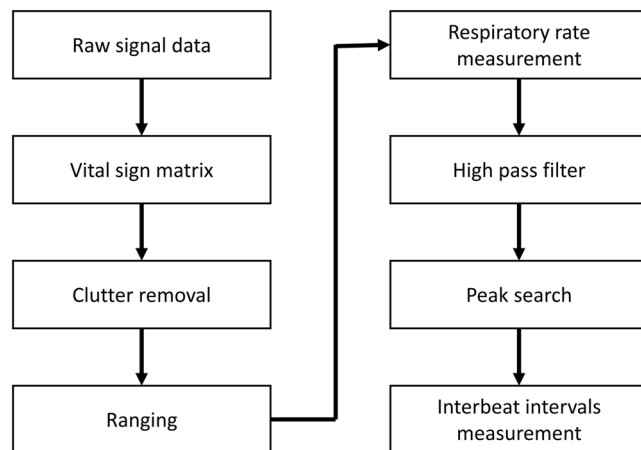 Raw signal data
Vital sign matrix
Clutter removal
Ranging
Respiratory rate
measurement
High pass filter
Peak search
Interbeat intervals
measurement